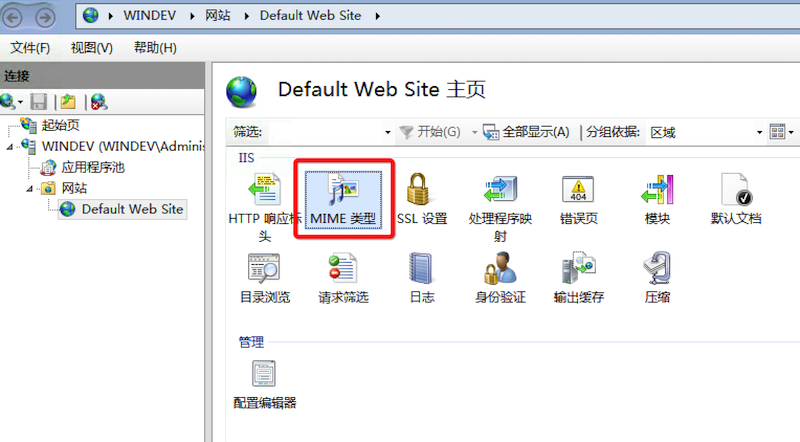 WINDEV 网站 Default Web Site
文件(F) 视图(V) 帮助(H)
连接
起始页
WINDEV (WINDEV\Adminis
应用程序池
网站
Default Web Site
Default Web Site 主页
筛选: 开始(G) 全部显示(A) 分组依据: 区域
IIS
HTTP 响应标头
MIME 类型
SSL 设置
处理程序映射
404
错误页
模块
默认文档
目录浏览
请求筛选
日志
身份验证
输出缓存
压缩
管理
配置编辑器